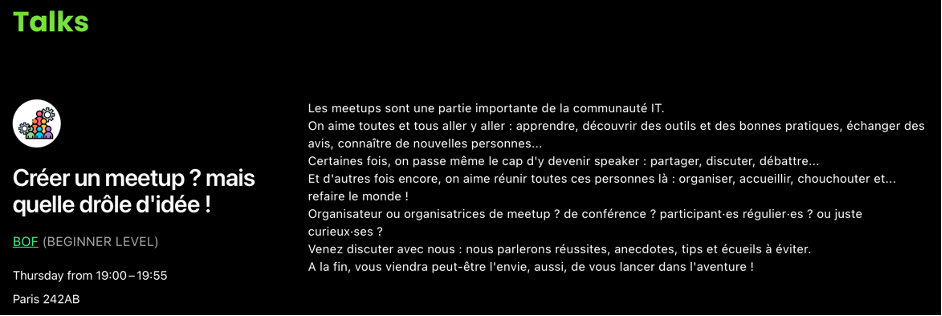 Talks
Créer un meetup ? mais
quelle drôle d'idée !
BOF (BEGINNER LEVEL)
Thursday from 19:00–19:55
Paris 242AB
Les meetups sont une partie importante de la communauté IT.
On aime toutes et tous aller y aller : apprendre, découvrir des outils et des bonnes pratiques, échanger des
avis, connaître de nouvelles personnes...
Certaines fois, on passe même le cap d'y devenir speaker : partager, discuter, débattre...
Et d'autres fois encore, on aime réunir toutes ces personnes là : organiser, accueillir, chouchouter et...
refaire le monde !
Organisateur ou organisatrices de meetup ? de conférence ? participant·es régulier·es ? ou juste
curieux·ses ?
Venez discuter avec nous : nous parlerons réussites, anecdotes, tips et écueils à éviter.
A la fin, vous viendra peut-être l'envie, aussi, de vous lancer dans l'aventure !